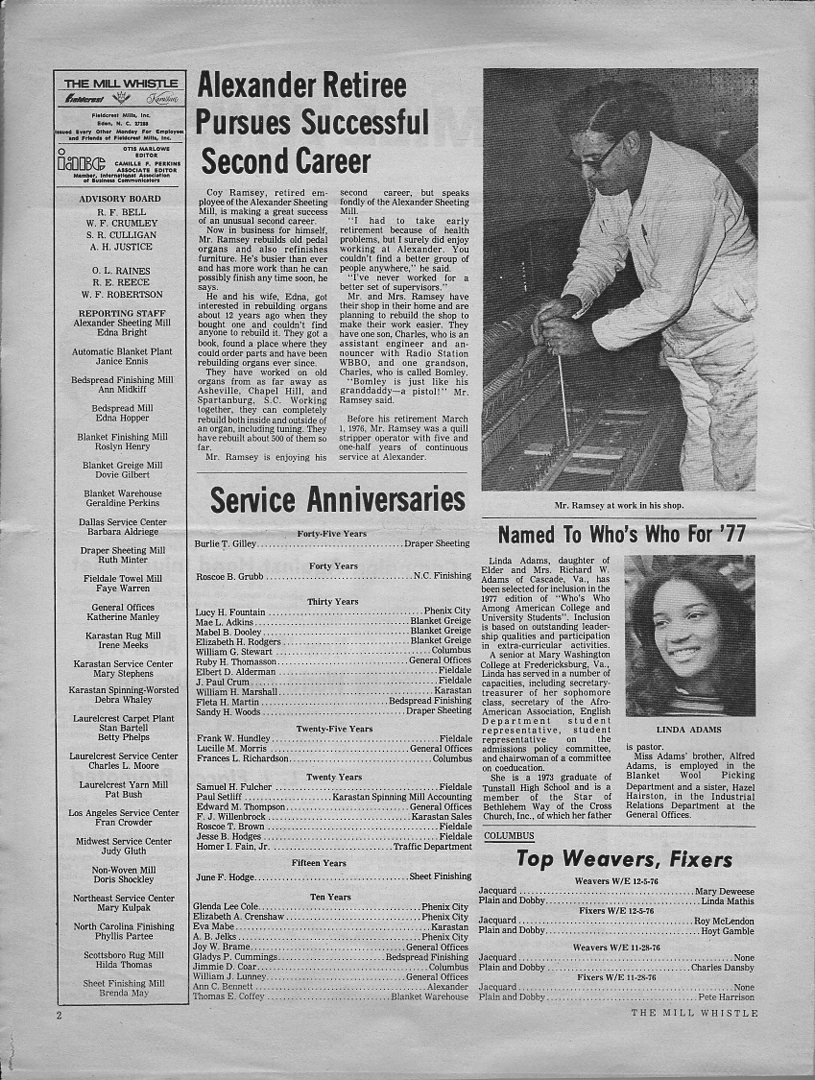 THE MILL WHISTLE
Fieldcrest
Karastan
Fieldcrest Mills, Inc.
Eden, N. C. 27288
Issued Every Other Monday For Employees
and Friends of Fieldcrest Mills, Inc.
iABC
OTIS MARLOWE
EDITOR
CAMILLE F. PERKINS
ASSOCIATE EDITOR
Member, International Association
of Business Communicators
ADVISORY BOARD
R. F. BELL
W. F. CRUMLEY
S. R. CULLIGAN
A. H. JUSTICE
O. L. RAINES
R. E. REECE
W. F. ROBERTSON
REPORTING STAFF
Alexander Sheeting Mill
Edna Bright
Automatic Blanket Plant
Janice Ennis
Bedspread Finishing Mill
Ann Midkiff
Bedspread Mill
Edna Hopper
Blanket Finishing Mill
Roslyn Henry
Blanket Greige Mill
Dovie Gilbert
Blanket Warehouse
Geraldine Perkins
Dallas Service Center
Barbara Aldriege
Draper Sheeting Mill
Ruth Minter
Fieldale Towel Mill
Faye Warren
General Offices
Katherine Manley
Karastan Rug Mill
Irene Meeks
Karastan Service Center
Mary Stephens
Karastan Spinning-Worsted
Debra Whaley
Laurelcrest Carpet Plant
Stan Bartell
Betty Phelps
Laurelcrest Service Center
Charles L. Moore
Laurelcrest Yarn Mill
Pat Bush
Los Angeles Service Center
Fran Crowder
Midwest Service Center
Judy Gluth
Non-Woven Mill
Doris Shockley
Northeast Service Center
Mary Kulpak
North Carolina Finishing
Phyllis Partee
Scottsboro Rug Mill
Hilda Thomas
Sheet Finishing Mill
Brenda May
Alexander Retiree
Pursues Successful
Second Career
Coy Ramsey, retired em-
ployee of the Alexander Sheeting
Mill, is making a great success
of an unusual second career.
Now in business for himself,
Mr. Ramsey rebuilds old pedal
organs and also refinishes
furniture. He's busier than ever
and has more work than he can
possibly finish any time soon, he
says.
He and his wife, Edna, got
interested in rebuilding organs
about 12 years ago when they
bought one and couldn't find
anyone to rebuild it. They got a
book, found a place where they
could order parts and have been
rebuilding organs ever since.
They have worked on old
organs from as far away as
Asheville, Chapel Hill, and
Spartanburg, S.C. Working
together, they can completely
rebuild both inside and outside of
an organ, including tuning. They
have rebuilt about 500 of them so
far.
Mr. Ramsey is enjoying his
second career, but speaks
fondly of the Alexander Sheeting
Mill.
"I had to take early
retirement because of health
problems, but I surely did enjoy
working at Alexander. You
couldn't find a better group of
people anywhere," he said.
"I've never worked for a
better set of supervisors."
Mr. and Mrs. Ramsey have
their shop in their home and are
planning to rebuild the shop to
make their work easier. They
have one son, Charles, who is an
assistant engineer and an-
nouncer with Radio Station
WBBO, and one grandson,
Charles, who is called Bomley.
"Bomley is just like his
granddaddy—a pistol!" Mr.
Ramsey said.
Before his retirement March
1, 1976, Mr. Ramsey was a quill
stripper operator with five and
one-half years of continuous
service at Alexander.
Mr. Ramsey at work in his shop.
Service Anniversaries
Forty-Five Years
Burlie T. Gilley....Draper Sheeting
Forty Years
Roscoe B. Grubb....N.C. Finishing
Thirty Years
Lucy H. Fountain....Phenix City
Mae L. Adkins....Blanket Greige
Mabel B. Dooley....Blanket Greige
Elizabeth H. Rodgers....Blanket Greige
William G. Stewart....Columbus
Ruby H. Thomasson....General Offices
Elbert D. Alderman....Fieldale
J. Paul Crum....Fieldale
William H. Marshall....Karastan
Fleta H. Martin....Bedspread Finishing
Sandy H. Woods....Draper Sheeting
Twenty-Five Years
Frank W. Hundley....Fieldale
Lucille M. Morris....General Offices
Frances L. Richardson....Columbus
Twenty Years
Samuel H. Fulcher....Fieldale
Paul Setliff....Karastan Spinning Mill Accounting
Edward M. Thompson....General Offices
F. J. Willenbrock....Karastan Sales
Roscoe T. Brown....Fieldale
Jesse B. Hodges....Fieldale
Homer I. Fain, Jr.....Traffic Department
Fifteen Years
June F. Hodge....Sheet Finishing
Ten Years
Glenda Lee Cole....Phenix City
Elizabeth A. Crenshaw....Phenix City
Eva Mabe....Karastan
A. B. Jelks....Phenix City
Joy W. Brame....General Offices
Gladys P. Cummings....Bedspread Finishing
Jimmie D. Coar....Columbus
William J. Lunney....General Offices
Ann C. Bennett....Alexander
Thomas E. Coffey....Blanket Warehouse
Named To Who's Who For '77
Linda Adams, daughter of
Elder and Mrs. Richard W.
Adams of Cascade, Va., has
been selected for inclusion in the
1977 edition of "Who's Who
Among American College and
University Students". Inclusion
is based on outstanding leader-
ship qualities and participation
in extra-curricular activities.
A senior at Mary Washington
College at Fredericksburg, Va.,
Linda has served in a number of
capacities, including secretary-
treasurer of her sophomore
class, secretary of the Afro-
American Association, English
Department student
representative, student
representative on the
admissions policy committee,
and chairwoman of a committee
on coeducation.
She is a 1973 graduate of
Tunstall High School and is a
member of the Star of
Bethlehem Way of the Cross
Church, Inc., of which her father
LINDA ADAMS
is pastor.
Miss Adams' brother, Alfred
Adams, is employed in the
Blanket Wool Picking
Department and a sister, Hazel
Hairston, in the Industrial
Relations Department at the
General Offices.
COLUMBUS
Top Weavers, Fixers
Weavers W/E 12-5-76
Jacquard....Mary Deweese
Plain and Dobby....Linda Mathis
Fixers W/E 12-5-76
Jacquard....Roy McLendon
Plain and Dobby....Hoyt Gamble
Weavers W/E 11-28-76
Jacquard....None
Plain and Dobby....Charles Dansby
Fixers W/E 11-28-76
Jacquard....None
Plain and Dobby....Pete Harrison
2
THE MILL WHISTLE